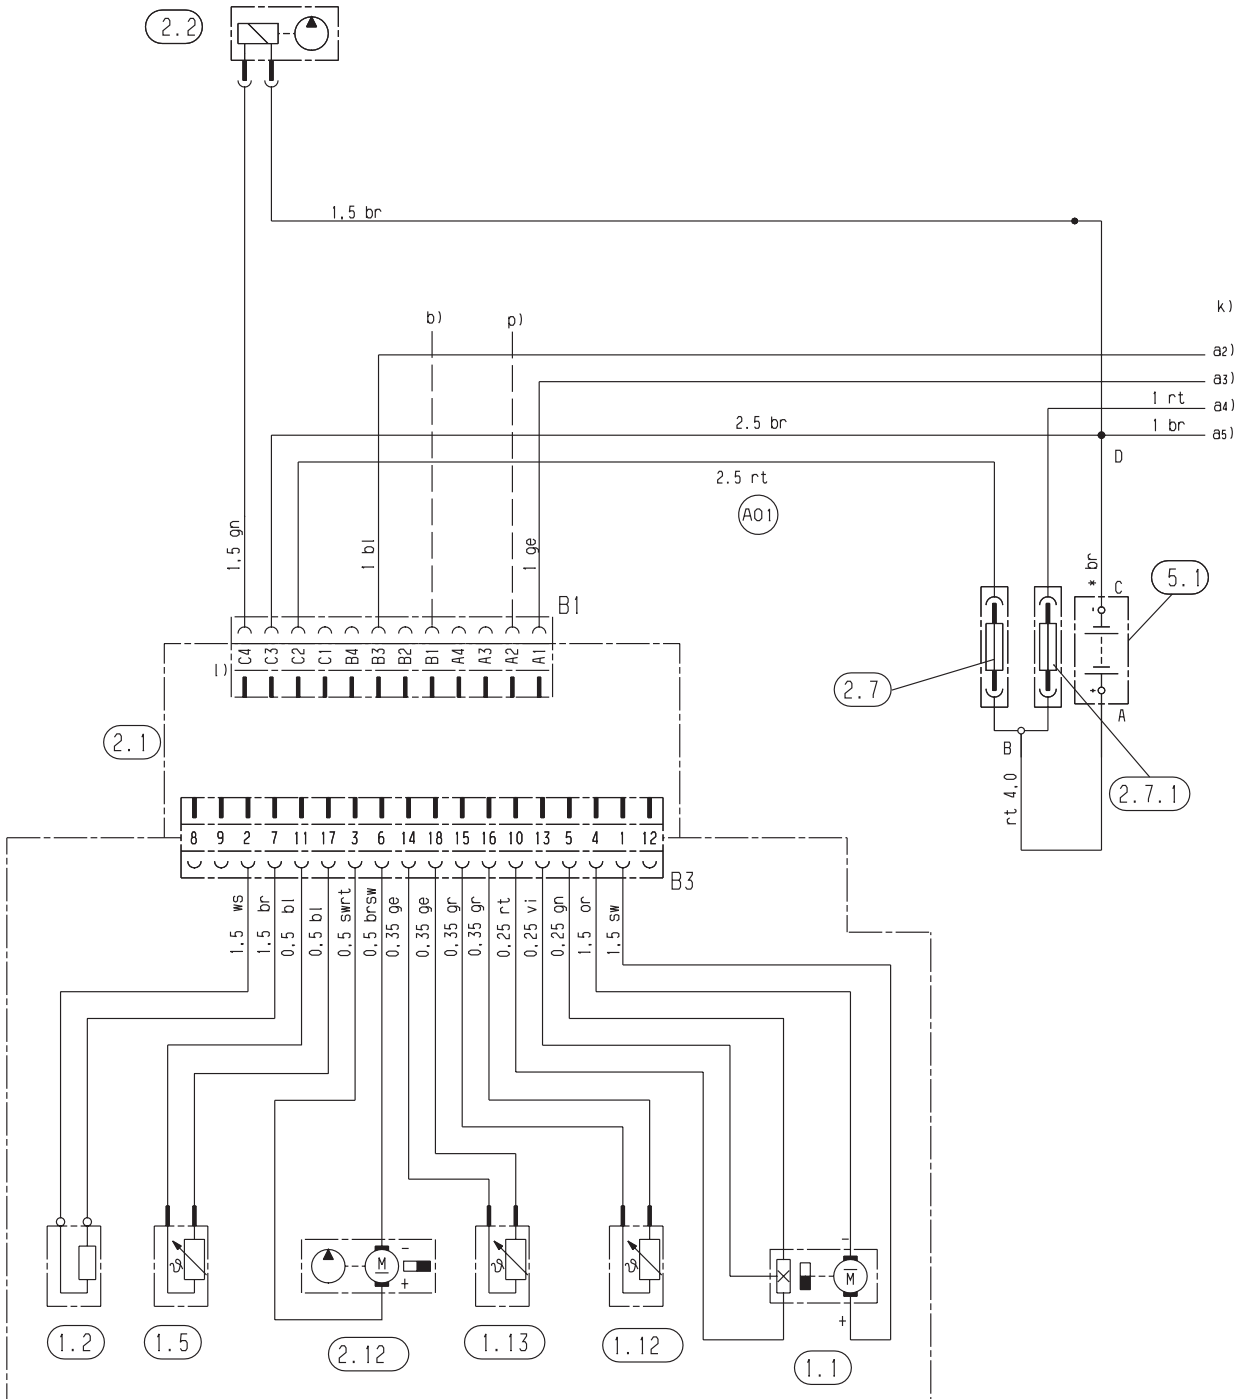 2.2
1,5 br
k)
b)
p)
a2)
a3)
1 rt
a4)
2.5 br
1 br
a5)
D
2.5 rt
A01
1,5 gn
1 bl
1 ge
* br
C
5.1
B1
-
C4 C3 C2 C1 B4 B3 B2 B1 A4 A3 A2 A1
l)
2.7
+
A
2.1
B
rt 4,0
2.7.1
8 9 2 7 11 17 3 6 14 18 15 16 10 13 5 4 1 12
B3
1,5 ws
1,5 br
0,5 bl
0,5 bl
0,5 swrt
0,5 brsw
0,35 ge
0,35 ge
0,35 gr
0,35 gr
0,25 rt
0,25 vi
0,25 gn
1,5 or
1,5 sw
-
-
ϑ
M
ϑ
ϑ
M
+
+
1.2
1.5
2.12
1.13
1.12
1.1